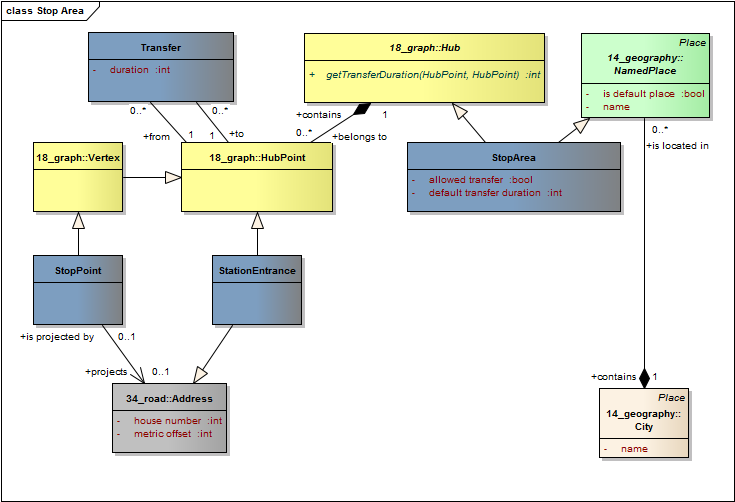 class Stop Area
Transfer
- duration :int
18_graph::Hub
+ getTransferDuration(HubPoint, HubPoint) :int
Place
14_geography::
NamedPlace
- is default place :bool
- name
0..*
0..*
+from
1
1
+to
+contains
1
0..*
+belongs to
0..*
+is located in
18_graph::Vertex
18_graph::HubPoint
StopArea
- allowed transfer :bool
- default transfer duration :int
StopPoint
StationEntrance
+is projected by
0..1
+projects
0..1
34_road::Address
- house number :int
- metric offset :int
+contains
1
Place
14_geography::
City
- name